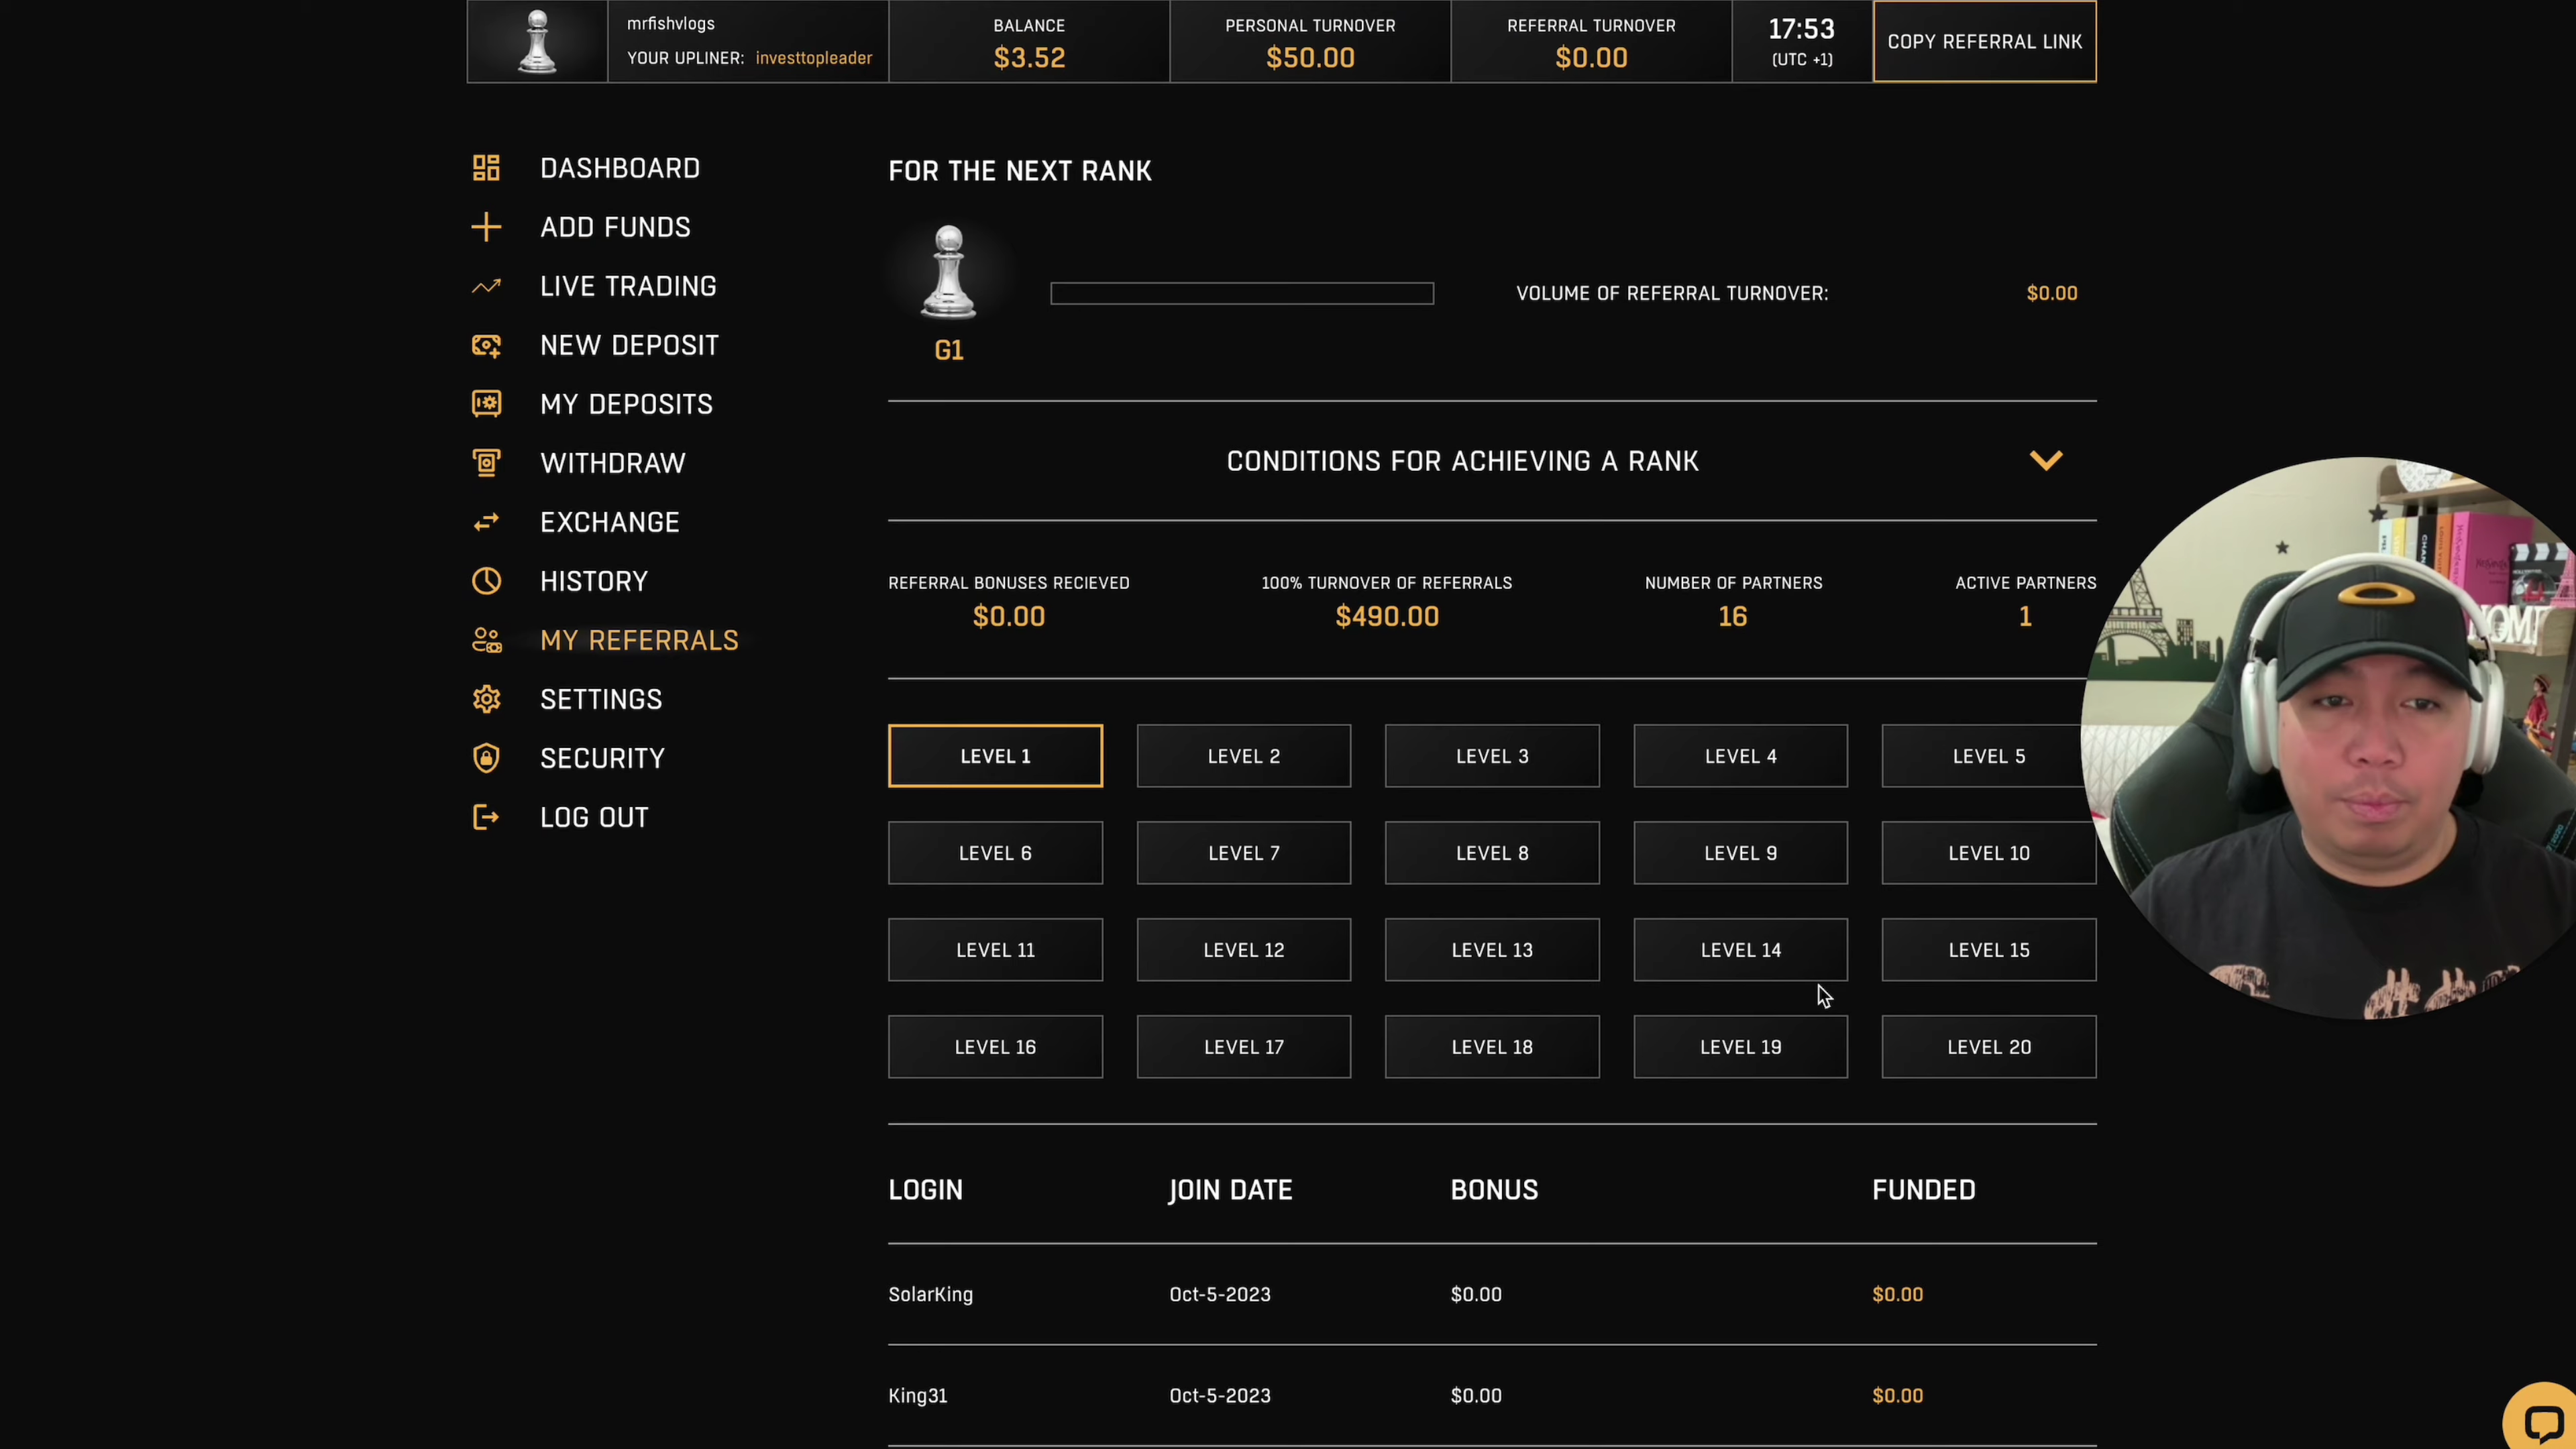 mrfishvlogs
YOUR UPLINER: investtopleader
BALANCE
$3.52
PERSONAL TURNOVER
$50.00
REFERRAL TURNOVER
$0.00
17:53
(UTC +1)
COPY REFERRAL LINK
DASHBOARD
ADD FUNDS
LIVE TRADING
NEW DEPOSIT
MY DEPOSITS
WITHDRAW
EXCHANGE
HISTORY
MY REFERRALS
SETTINGS
SECURITY
LOG OUT
FOR THE NEXT RANK
G1
VOLUME OF REFERRAL TURNOVER: $0.00
CONDITIONS FOR ACHIEVING A RANK
REFERRAL BONUSES RECIEVED
$0.00
100% TURNOVER OF REFERRALS
$490.00
NUMBER OF PARTNERS
16
ACTIVE PARTNERS
1
LEVEL 1 LEVEL 2 LEVEL 3 LEVEL 4 LEVEL 5
LEVEL 6 LEVEL 7 LEVEL 8 LEVEL 9 LEVEL 10
LEVEL 11 LEVEL 12 LEVEL 13 LEVEL 14 LEVEL 15
LEVEL 16 LEVEL 17 LEVEL 18 LEVEL 19 LEVEL 20
LOGIN JOIN DATE BONUS FUNDED
SolarKing Oct-5-2023 $0.00 $0.00
King31 Oct-5-2023 $0.00 $0.00